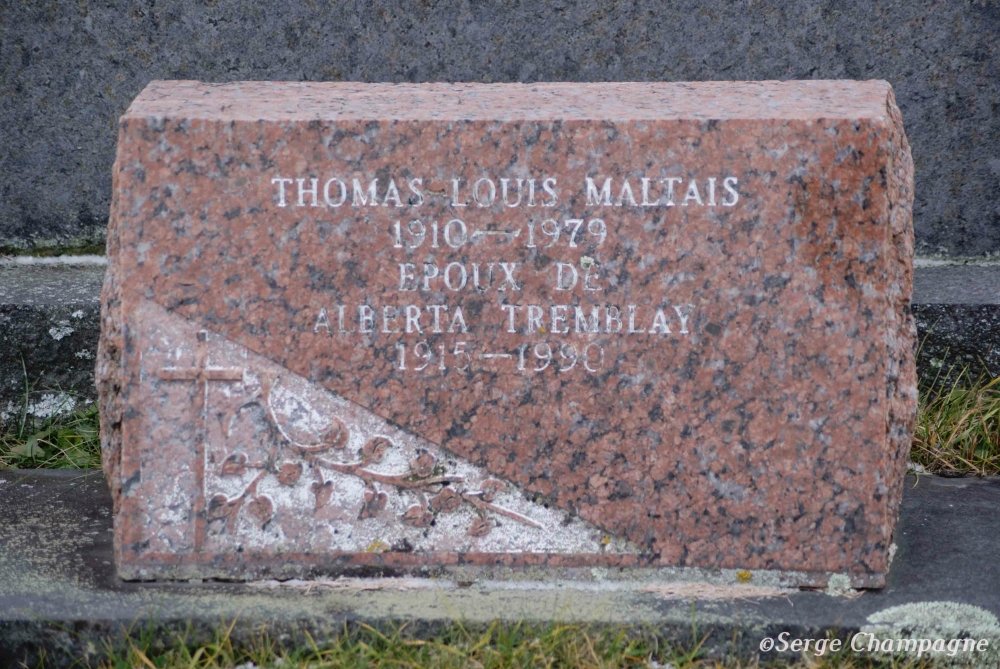 THOMAS LOUIS MALTAIS
1910—1979
EPOUX DE
ALBERTA TREMBLAY
1915—1990
©Serge Champagne